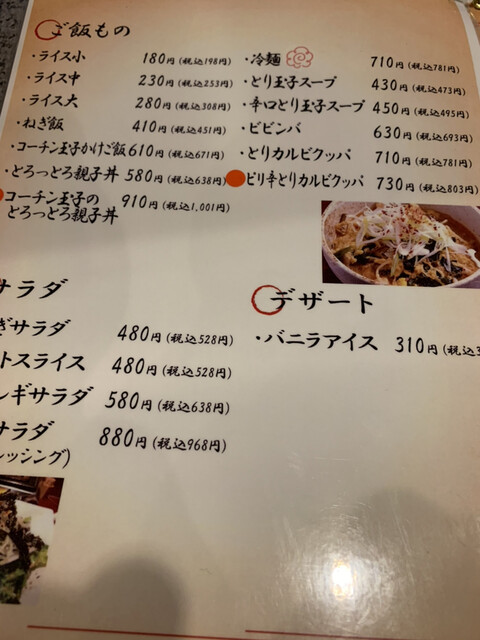 ご飯もの
・ライス小 180円(税込198円)
・ライス中 230円(税込253円)
・ライス大 280円(税込308円)
・ねぎ飯 410円(税込451円)
・コーチン玉子かけご飯 610円(税込671円)
・とろっとろ親子丼 580円(税込638円)
コーチン玉子の
とろっとろ親子丼 910円(税込1,001円)
・冷麺 710円(税込781円)
・とり玉子スープ 430円(税込473円)
・辛口とり玉子スープ 450円(税込495円)
・ビビンバ 630円(税込693円)
・とりカルビクッパ 710円(税込781円)
ピリ辛とりカルビクッパ 730円(税込803円)
サラダ
ぎサラダ 480円(税込528円)
トスライス 480円(税込528円)
レギサラダ 580円(税込638円)
サラダ 880円(税込968円)
レッシング)
デザート
・バニラアイス 310円(税込3